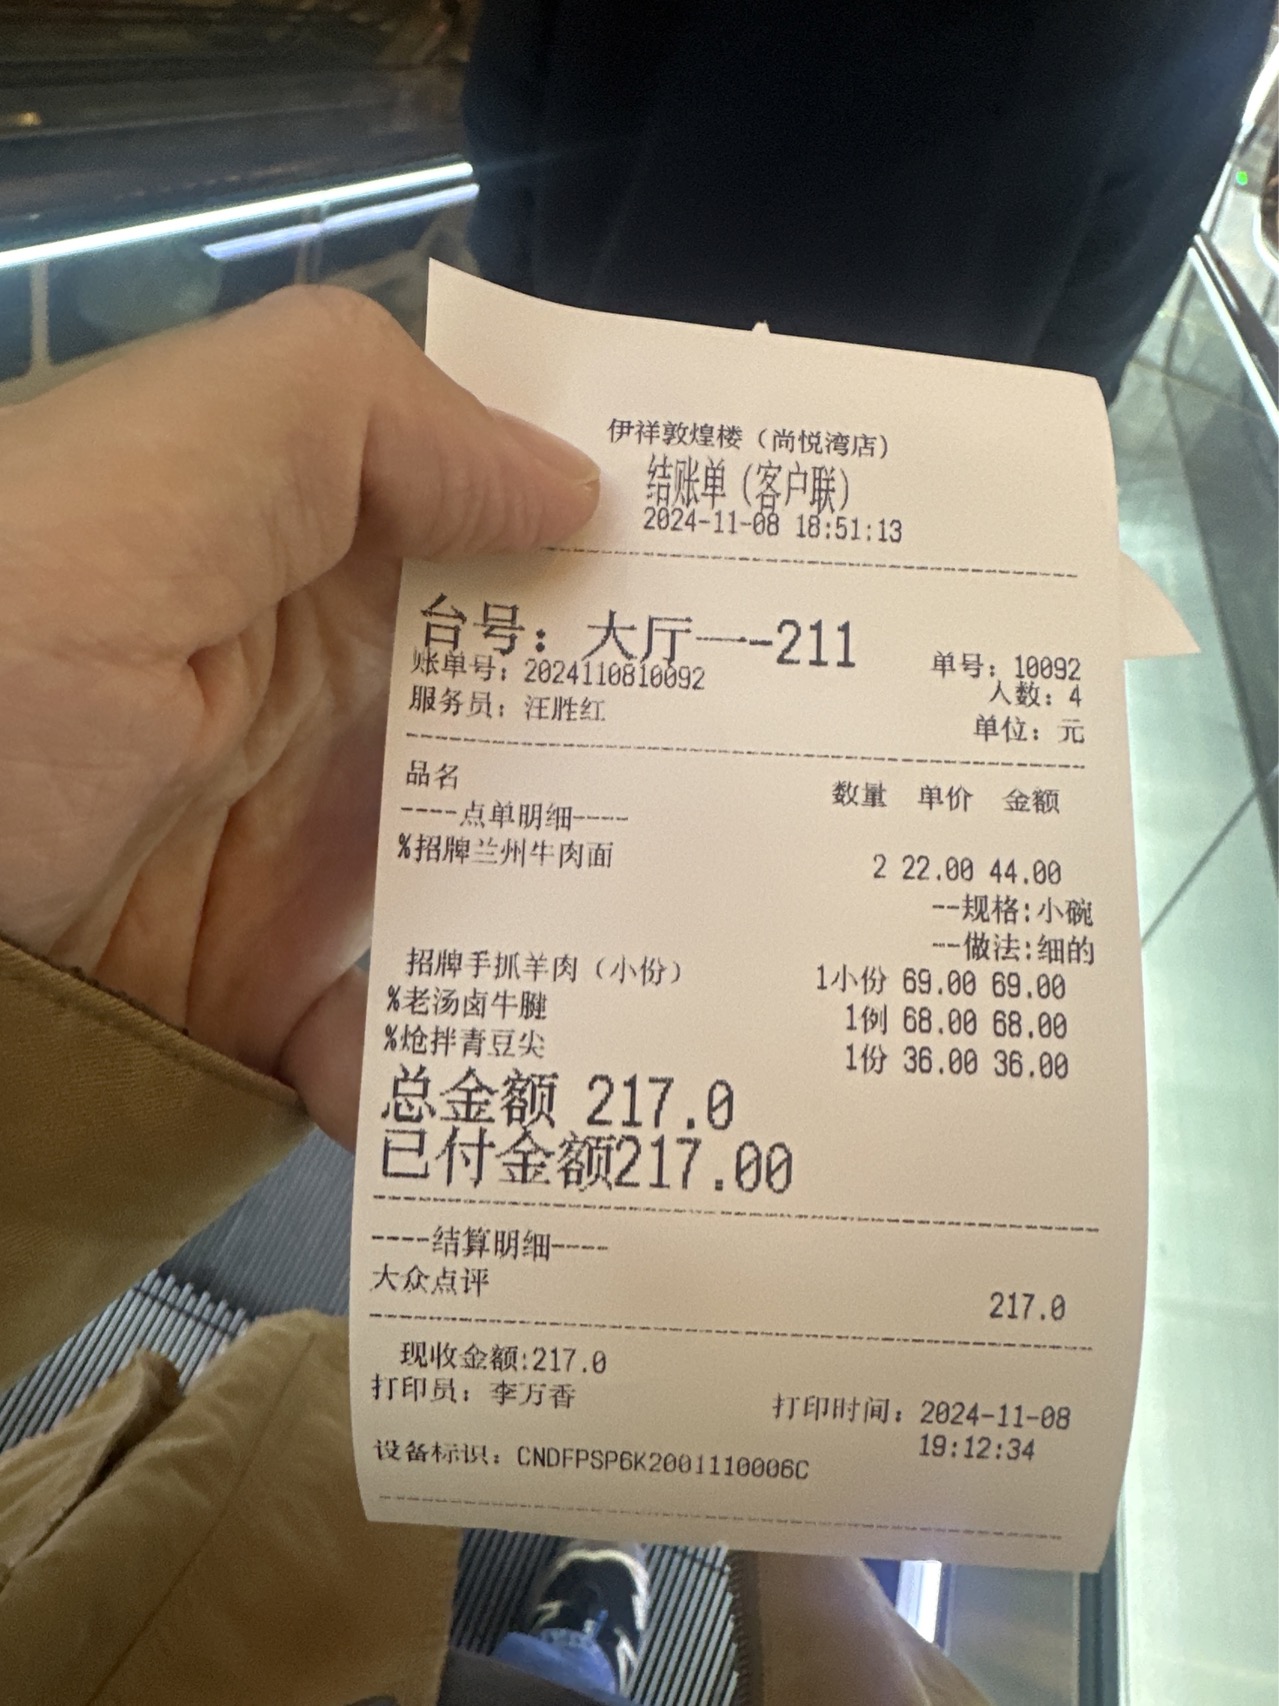 伊祥敦煌楼（尚悦湾店）
结账单（客户联）
2024-11-08 18:51:13
台号：大厅一-211
账单号：2024110810092 单号：10092
人数：4
服务员：汪胜红
单位：元
品名 数量 单价 金额
----点单明细----
%招牌兰州牛肉面 2 22.00 44.00
--规格:小碗
--做法:细的
招牌手抓羊肉（小份） 1小份 69.00 69.00
%老汤卤牛腱 1例 68.00 68.00
%炝拌青豆尖 1份 36.00 36.00
总金额 217.0
已付金额217.00
----结算明细----
大众点评 217.0
现收金额:217.0
打印员：李万香 打印时间：2024-11-08
19:12:34
设备标识：CNDFPSP6K2001110006C